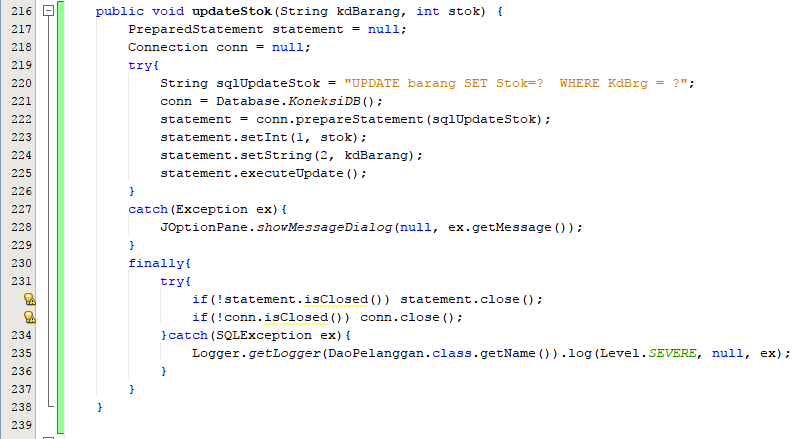 216 public void updateStok(String kdBarang, int stok) {
217 PreparedStatement statement = null;
218 Connection conn = null;
219 try{
220 String sqlUpdateStok = "UPDATE barang SET Stok=?  WHERE KdBrg = ?";
221 conn = Database.KoneksiDB();
222 statement = conn.prepareStatement(sqlUpdateStok);
223 statement.setInt(1, stok);
224 statement.setString(2, kdBarang);
225 statement.executeUpdate();
226 }
227 catch(Exception ex){
228 JOptionPane.showMessageDialog(null, ex.getMessage());
229 }
230 finally{
231 try{
if(!statement.isClosed()) statement.close();
if(!conn.isClosed()) conn.close();
234 }catch(SQLException ex){
235 Logger.getLogger(DaoPelanggan.class.getName()).log(Level.SEVERE, null, ex);
236 }
237 }
238 }
239